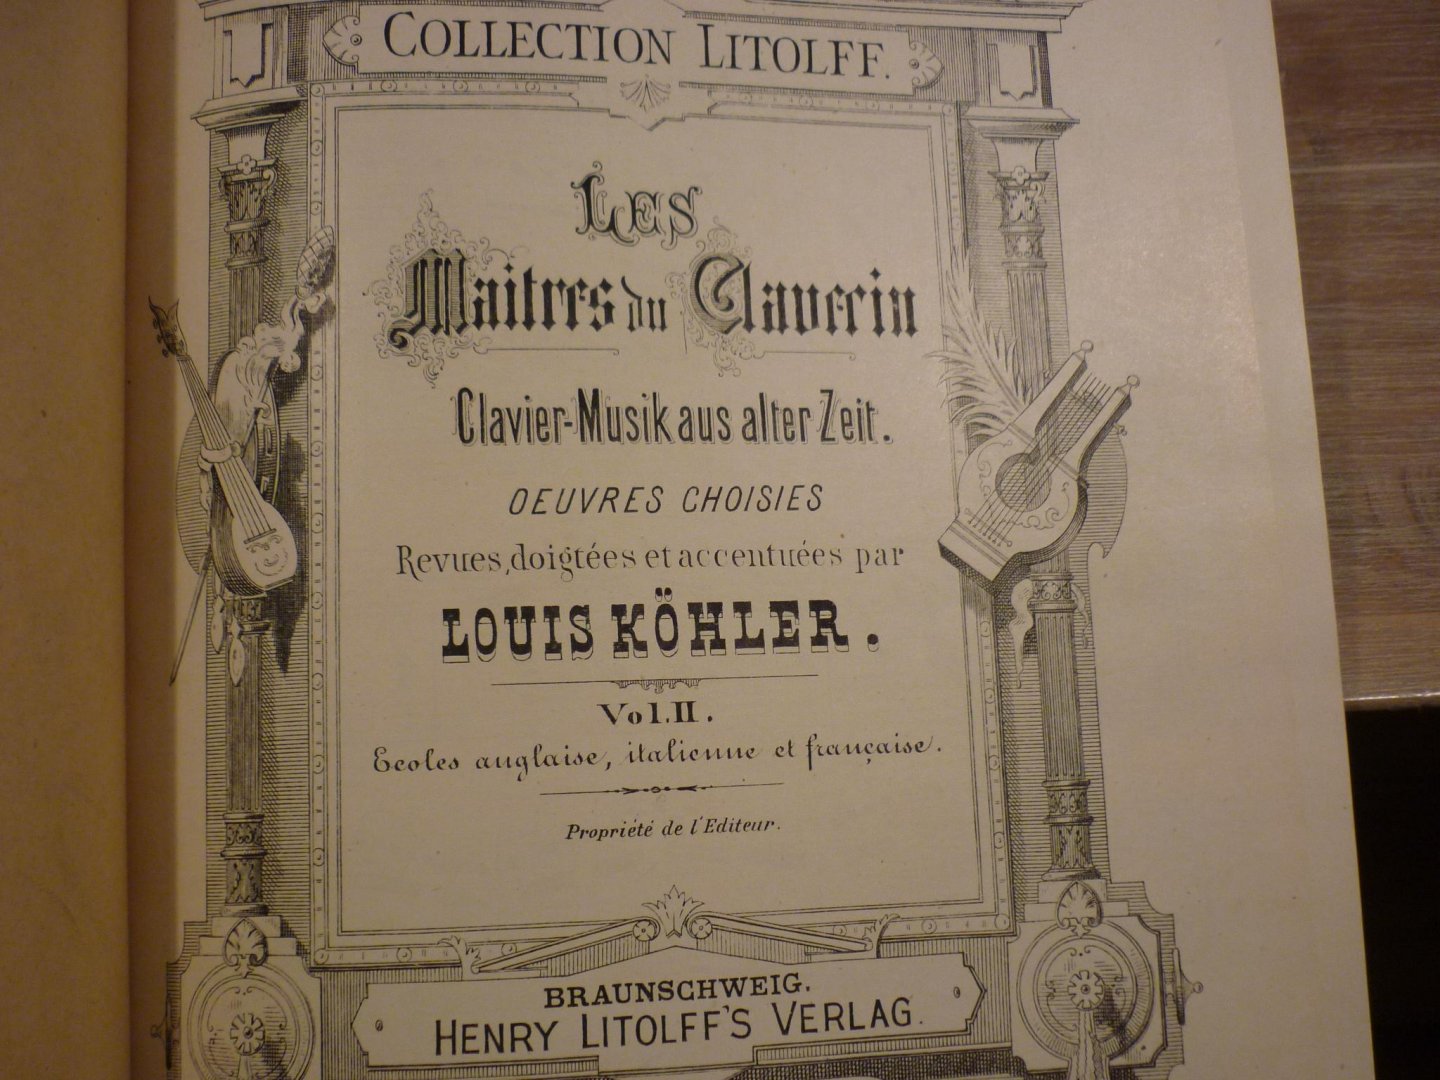 COLLECTION LITOLFF.
LES
Maitres du Clavecin
Clavier-Musik aus alter Zeit.
OEUVRES CHOISIES
Revues, doigtées et accentuées par
LOUIS KÖHLER.
Vol. II.
Ecoles anglaise, italienne et française.
Propriété de l'Editeur.
BRAUNSCHWEIG.
HENRY LITOLFF'S VERLAG.